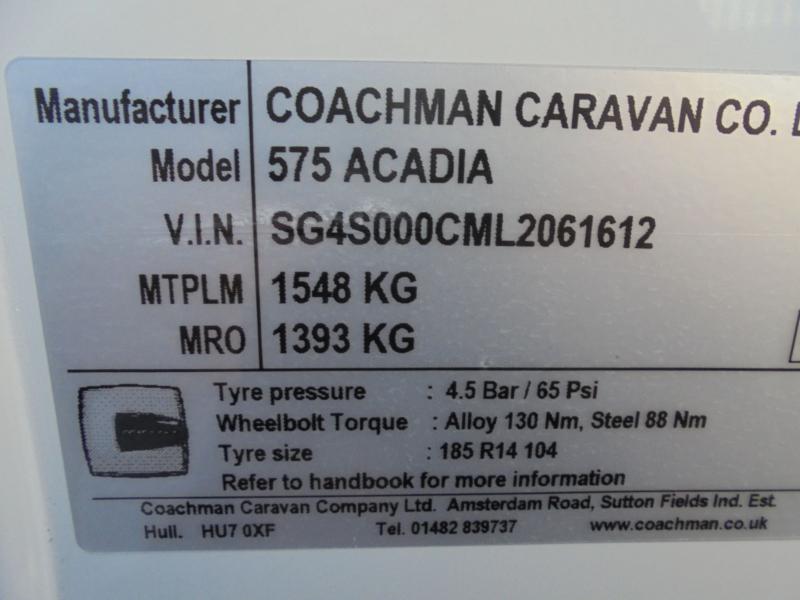 Manufacturer COACHMAN CARAVAN CO.
Model 575 ACADIA
V.I.N. SG4S000CML2061612
MTPLM 1548 KG
MRO 1393 KG
Tyre pressure : 4.5 Bar / 65 Psi
Wheelbolt Torque : Alloy 130 Nm, Steel 88 Nm
Tyre size : 185 R14 104
Refer to handbook for more information
Coachman Caravan Company Ltd. Amsterdam Road, Sutton Fields Ind. Est.
Hull. HU7 0XF Tel. 01482 839737 www.coachman.co.uk